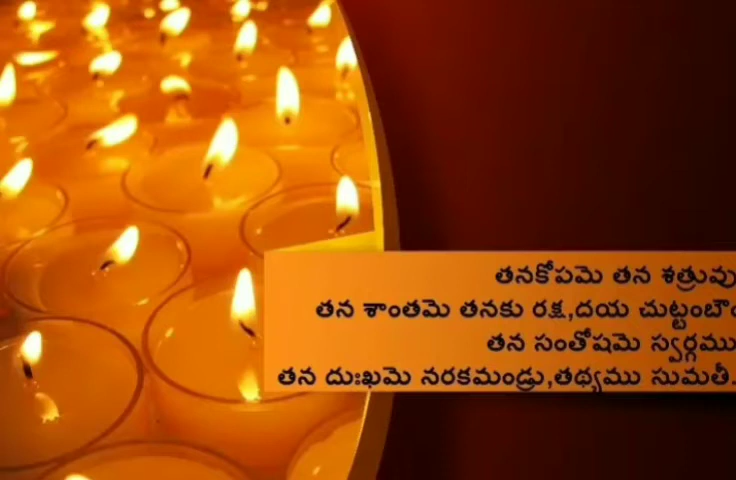 తనకోపమె తన శత్రువు
తన శాంతమె తనకు రక్ష,దయ చుట్టంబౌ
తన సంతోషమె స్వర్గము
తన దుఃఖమె నరకమండ్రు,తథ్యము సుమతీ.